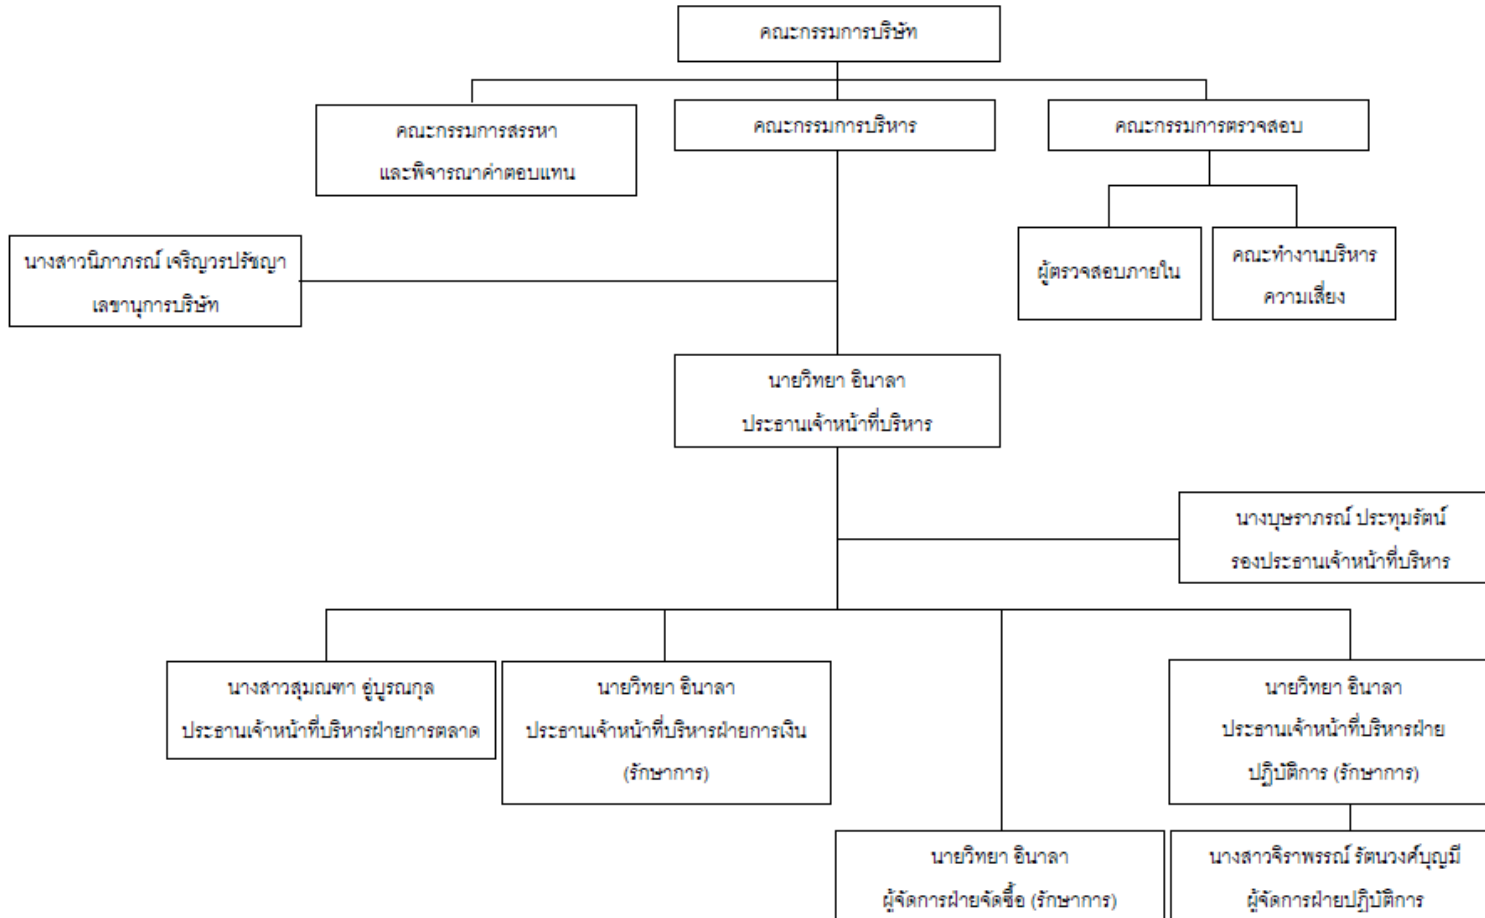 คณะกรรมการบริษัท
คณะกรรมการสรรหา
และพิจารณาค่าตอบแทน
คณะกรรมการบริหาร
คณะกรรมการตรวจสอบ
ผู้ตรวจสอบภายใน
คณะทำงานบริหาร
ความเสี่ยง
นางสาวนิภาภรณ์ เจริญวรปรัชญา
เลขานุการบริษัท
นายวิทยา อินาลา
ประธานเจ้าหน้าที่บริหาร
นางบุษราภรณ์ ประทุมรัตน์
รองประธานเจ้าหน้าที่บริหาร
นางสาวสุมณฑา อู่บูรณกุล
ประธานเจ้าหน้าที่บริหารฝ่ายการตลาด
นายวิทยา อินาลา
ประธานเจ้าหน้าที่บริหารฝ่ายการเงิน
(รักษาการ)
นายวิทยา อินาลา
ประธานเจ้าหน้าที่บริหารฝ่าย
ปฏิบัติการ (รักษาการ)
นายวิทยา อินาลา
ผู้จัดการฝ่ายจัดซื้อ (รักษาการ)
นางสาวจิราพรรณ์ รัตนวงศ์บุญมี
ผู้จัดการฝ่ายปฏิบัติการ